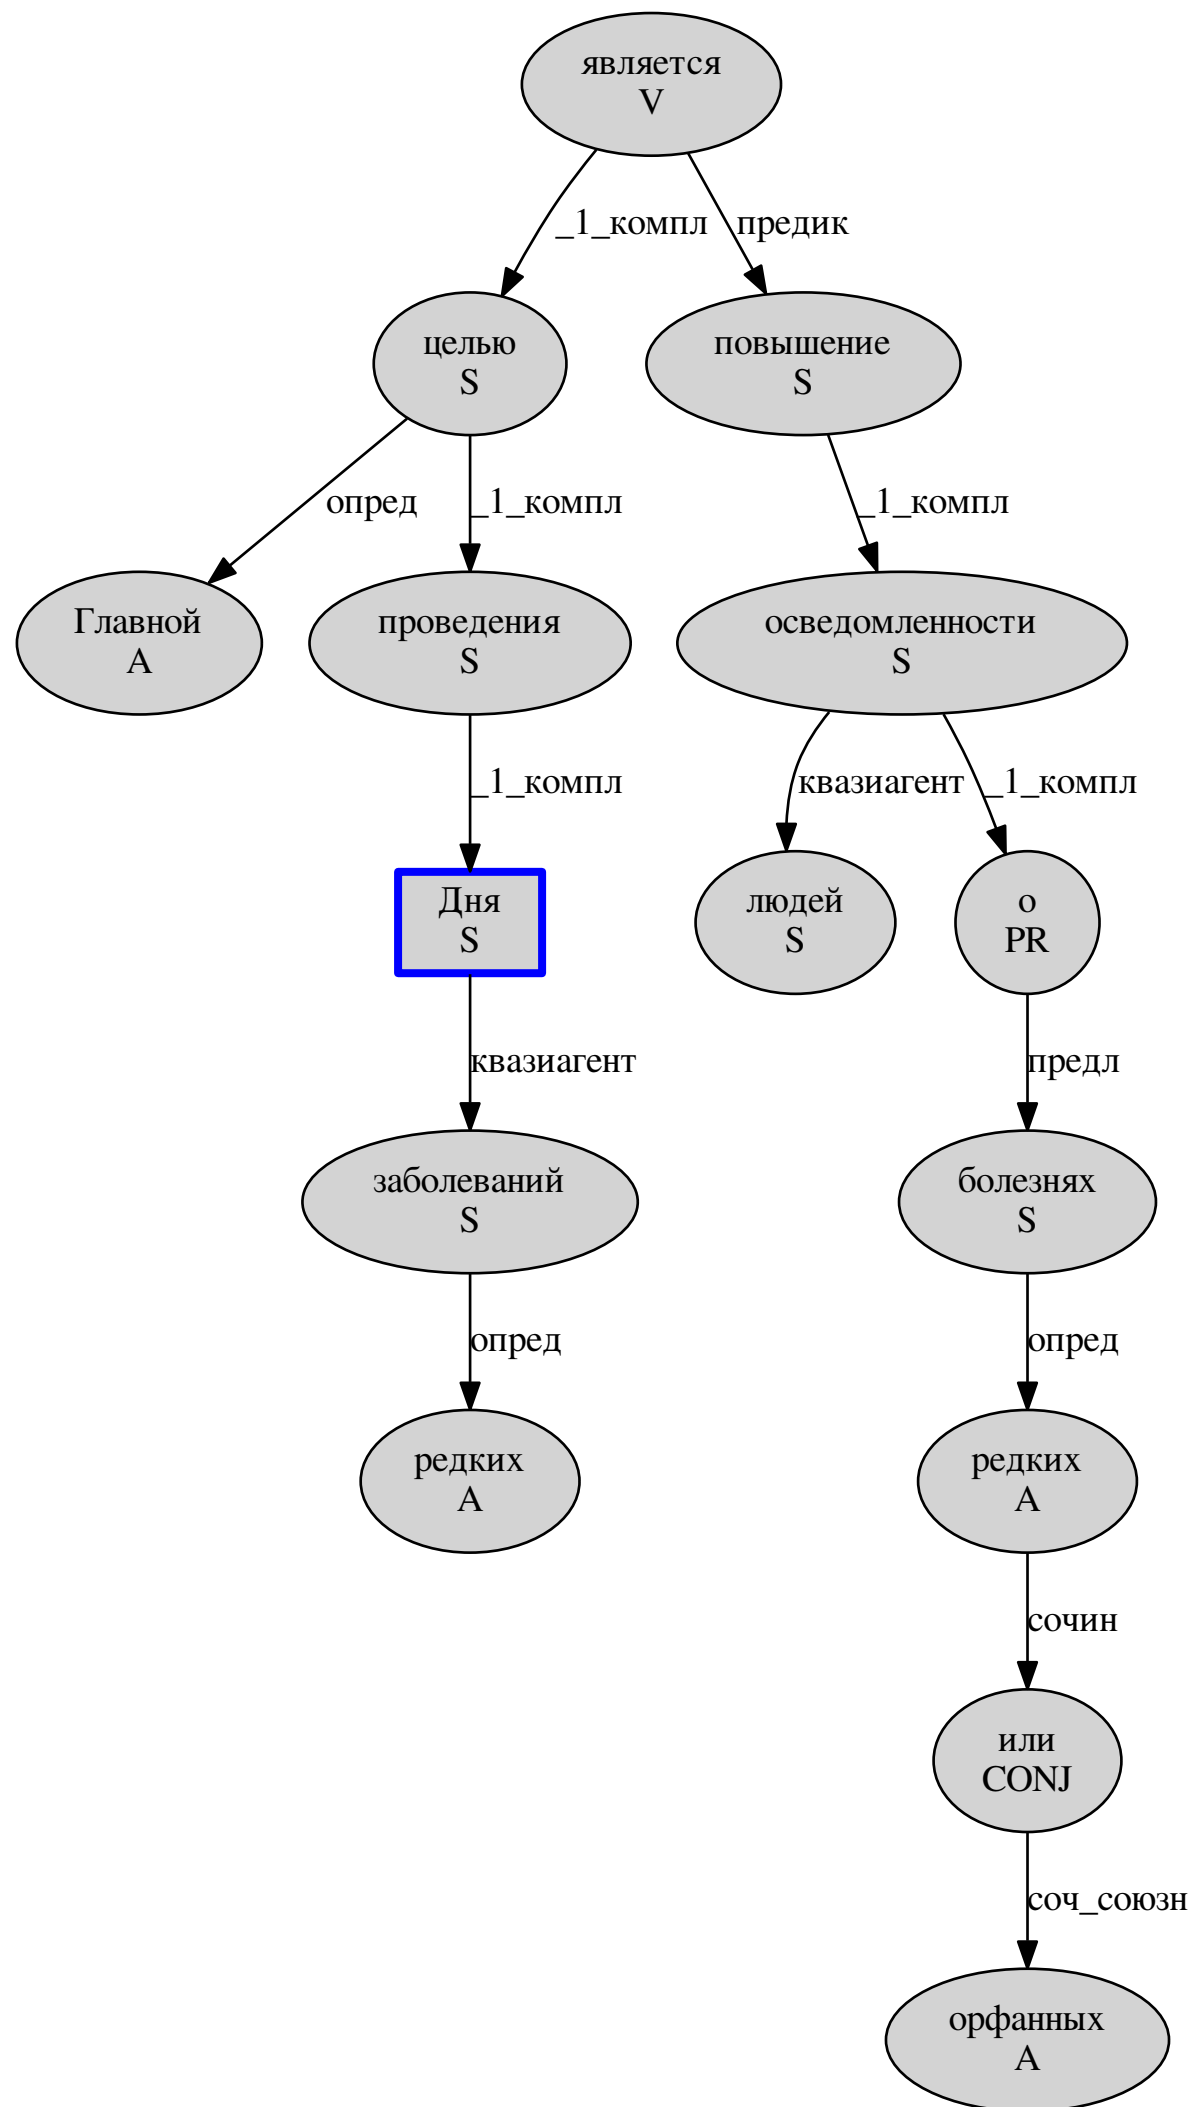 является
V
_1_компл предик
целью
S
повышение
S
опред _1_компл _1_компл
Главной
A
проведения
S
осведомленности
S
_1_компл квазиагент _1_компл
Дня
S
людей
S
о
PR
квазиагент предл
заболеваний
S
болезнях
S
опред опред
редких
A
редких
A
сочин
или
CONJ
соч_союзн
орфанных
A